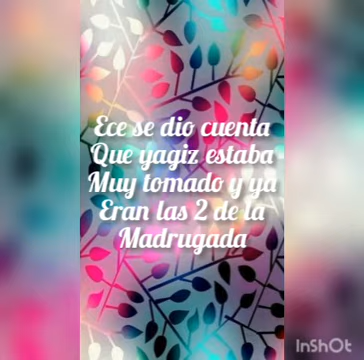 Ece se dio cuenta
Que yagiz estaba
Muy tomado y ya
Eran las 2 de la
Madrugada
InShOt